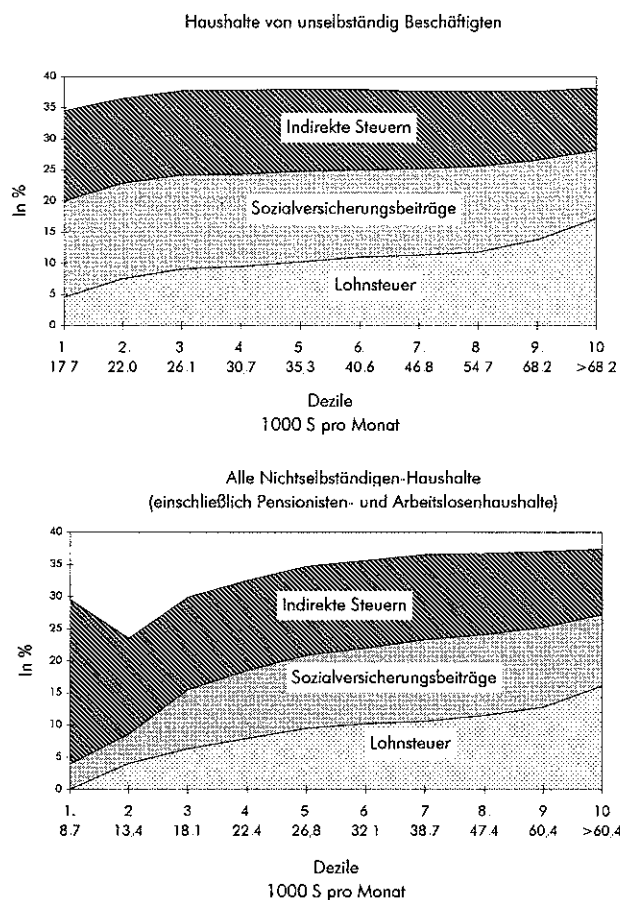 Haushalte von unselbständig Beschäftigten
In %
40
35
30
25
20
15
10
5
0
Indirekte Steuern
Sozialversicherungsbeiträge
Lohnsteuer
1 2. 3 4. 5 6. 7. 8. 9. 10
17 7 22.0 26.1 30.7 35.3 40.6 46.8 54 7 68.2 >68 2
Dezile
1000 S pro Monat
Alle Nichtselbständigen-Haushalte
(einschließlich Pensionisten- und Arbeitslosenhaushalte)
In %
40
35
30
25
20
15
10
5
0
Indirekte Steuern
Sozialversicherungsbeiträge
Lohnsteuer
1. 2 3 4. 5 6 7 8. 9 10
8.7 13,4 18.1 22.4 26,8 32 1 38.7 47.4 60,4 >60.4
Dezile
1000 S pro Monat